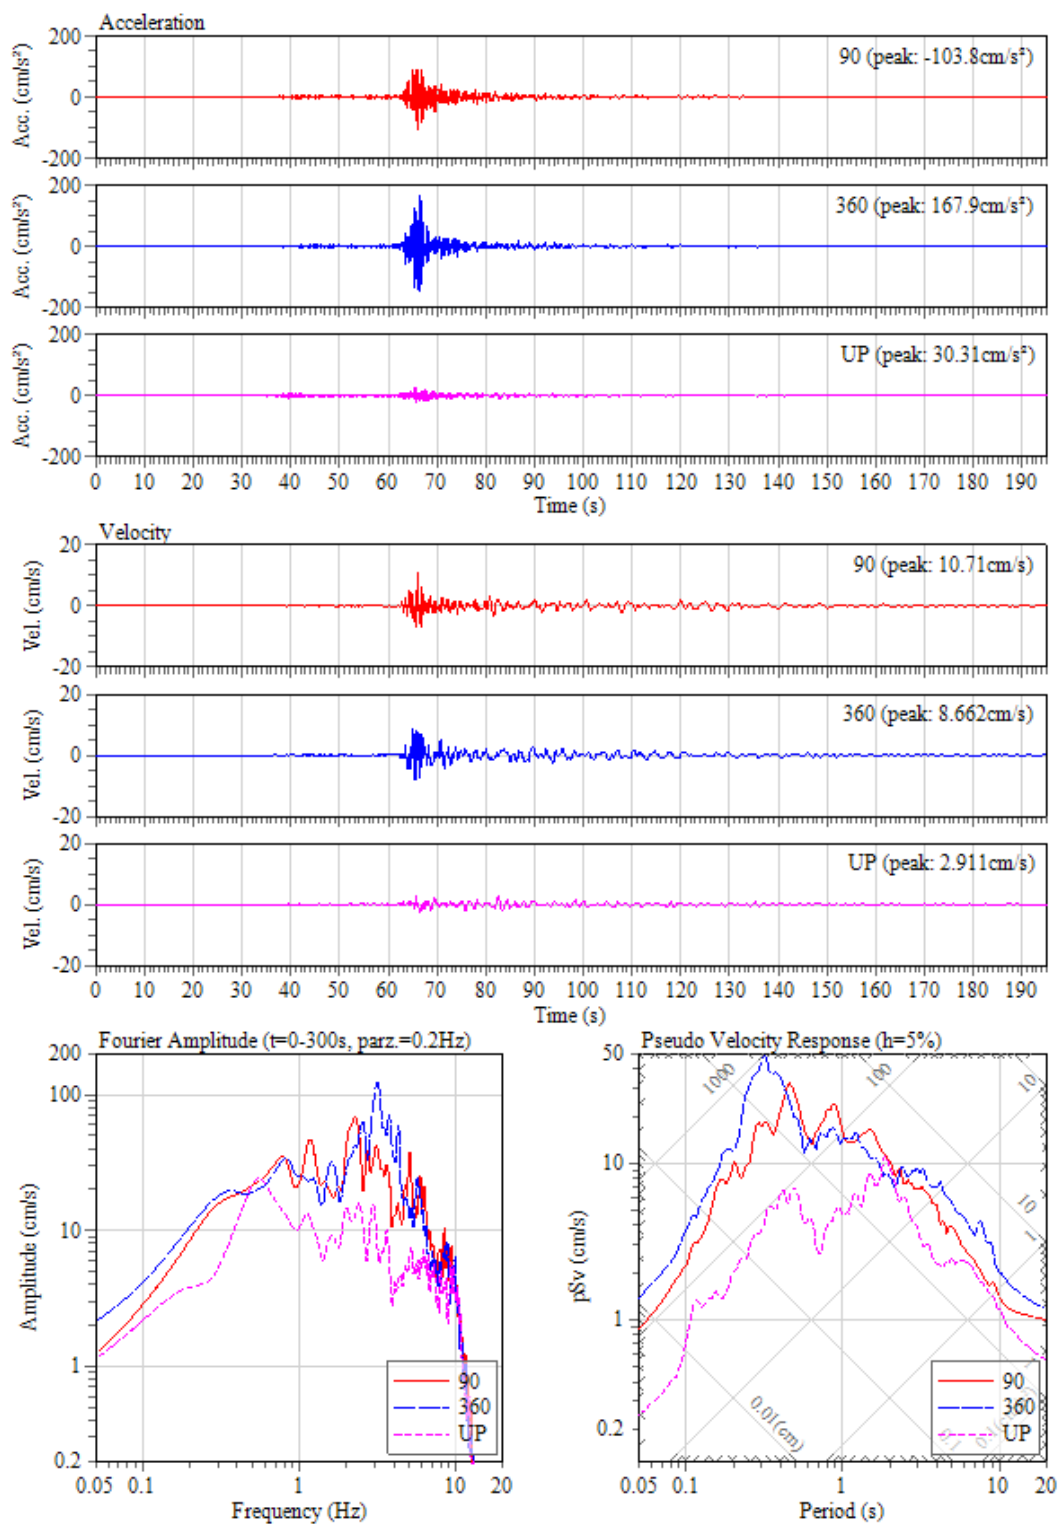 Acceleration
200
0
-200
Acc. (cm/s²)
90 (peak: -103.8cm/s²)
200
0
-200
Acc. (cm/s²)
360 (peak: 167.9cm/s²)
200
0
-200
Acc. (cm/s²)
UP (peak: 30.31cm/s²)
0 10 20 30 40 50 60 70 80 90 100 110 120 130 140 150 160 170 180 190
Time (s)
Velocity
20
0
-20
Vel. (cm/s)
90 (peak: 10.71cm/s)
20
0
-20
Vel. (cm/s)
360 (peak: 8.662cm/s)
20
0
-20
Vel. (cm/s)
UP (peak: 2.911cm/s)
0 10 20 30 40 50 60 70 80 90 100 110 120 130 140 150 160 170 180 190
Time (s)
Fourier Amplitude (t=0-300s, parz.=0.2Hz)
200
100
10
1
0.2
Amplitude (cm/s)
90
360
UP
0.05 0.1 1 10 20
Frequency (Hz)
Pseudo Velocity Response (h=5%)
50
10
1
0.2
pSv (cm/s)
1000
100
10
10
1
1
0.01(cm)
0.1
90
360
UP
0.05 0.1 1 10 20
Period (s)